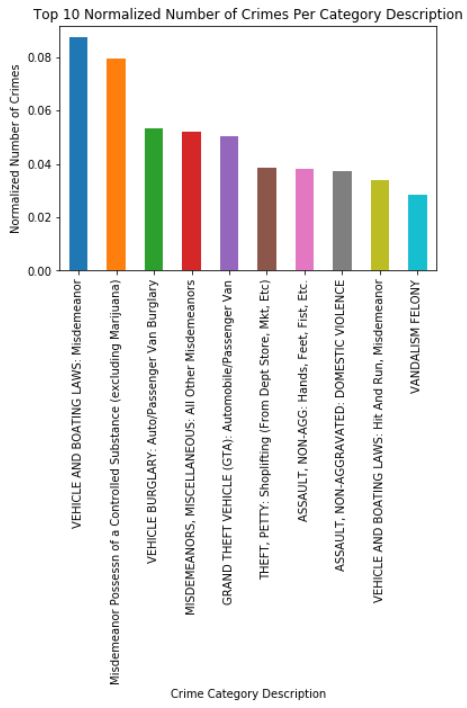 Top 10 Normalized Number of Crimes Per Category Description
Normalized Number of Crimes
0.08
0.06
0.04
0.02
0.00
VEHICLE AND BOATING LAWS: Misdemeanor
Misdemeanor Possessn of a Controlled Substance (excluding Marijuana)
VEHICLE BURGLARY: Auto/Passenger Van Burglary
MISDEMEANORS, MISCELLANEOUS: All Other Misdemeanors
GRAND THEFT VEHICLE (GTA): Automobile/Passenger Van
THEFT, PETTY: Shoplifting (From Dept Store, Mkt, Etc)
ASSAULT, NON-AGG: Hands, Feet, Fist, Etc.
ASSAULT, NON-AGGRAVATED: DOMESTIC VIOLENCE
VEHICLE AND BOATING LAWS: Hit And Run, Misdemeanor
VANDALISM FELONY
Crime Category Description